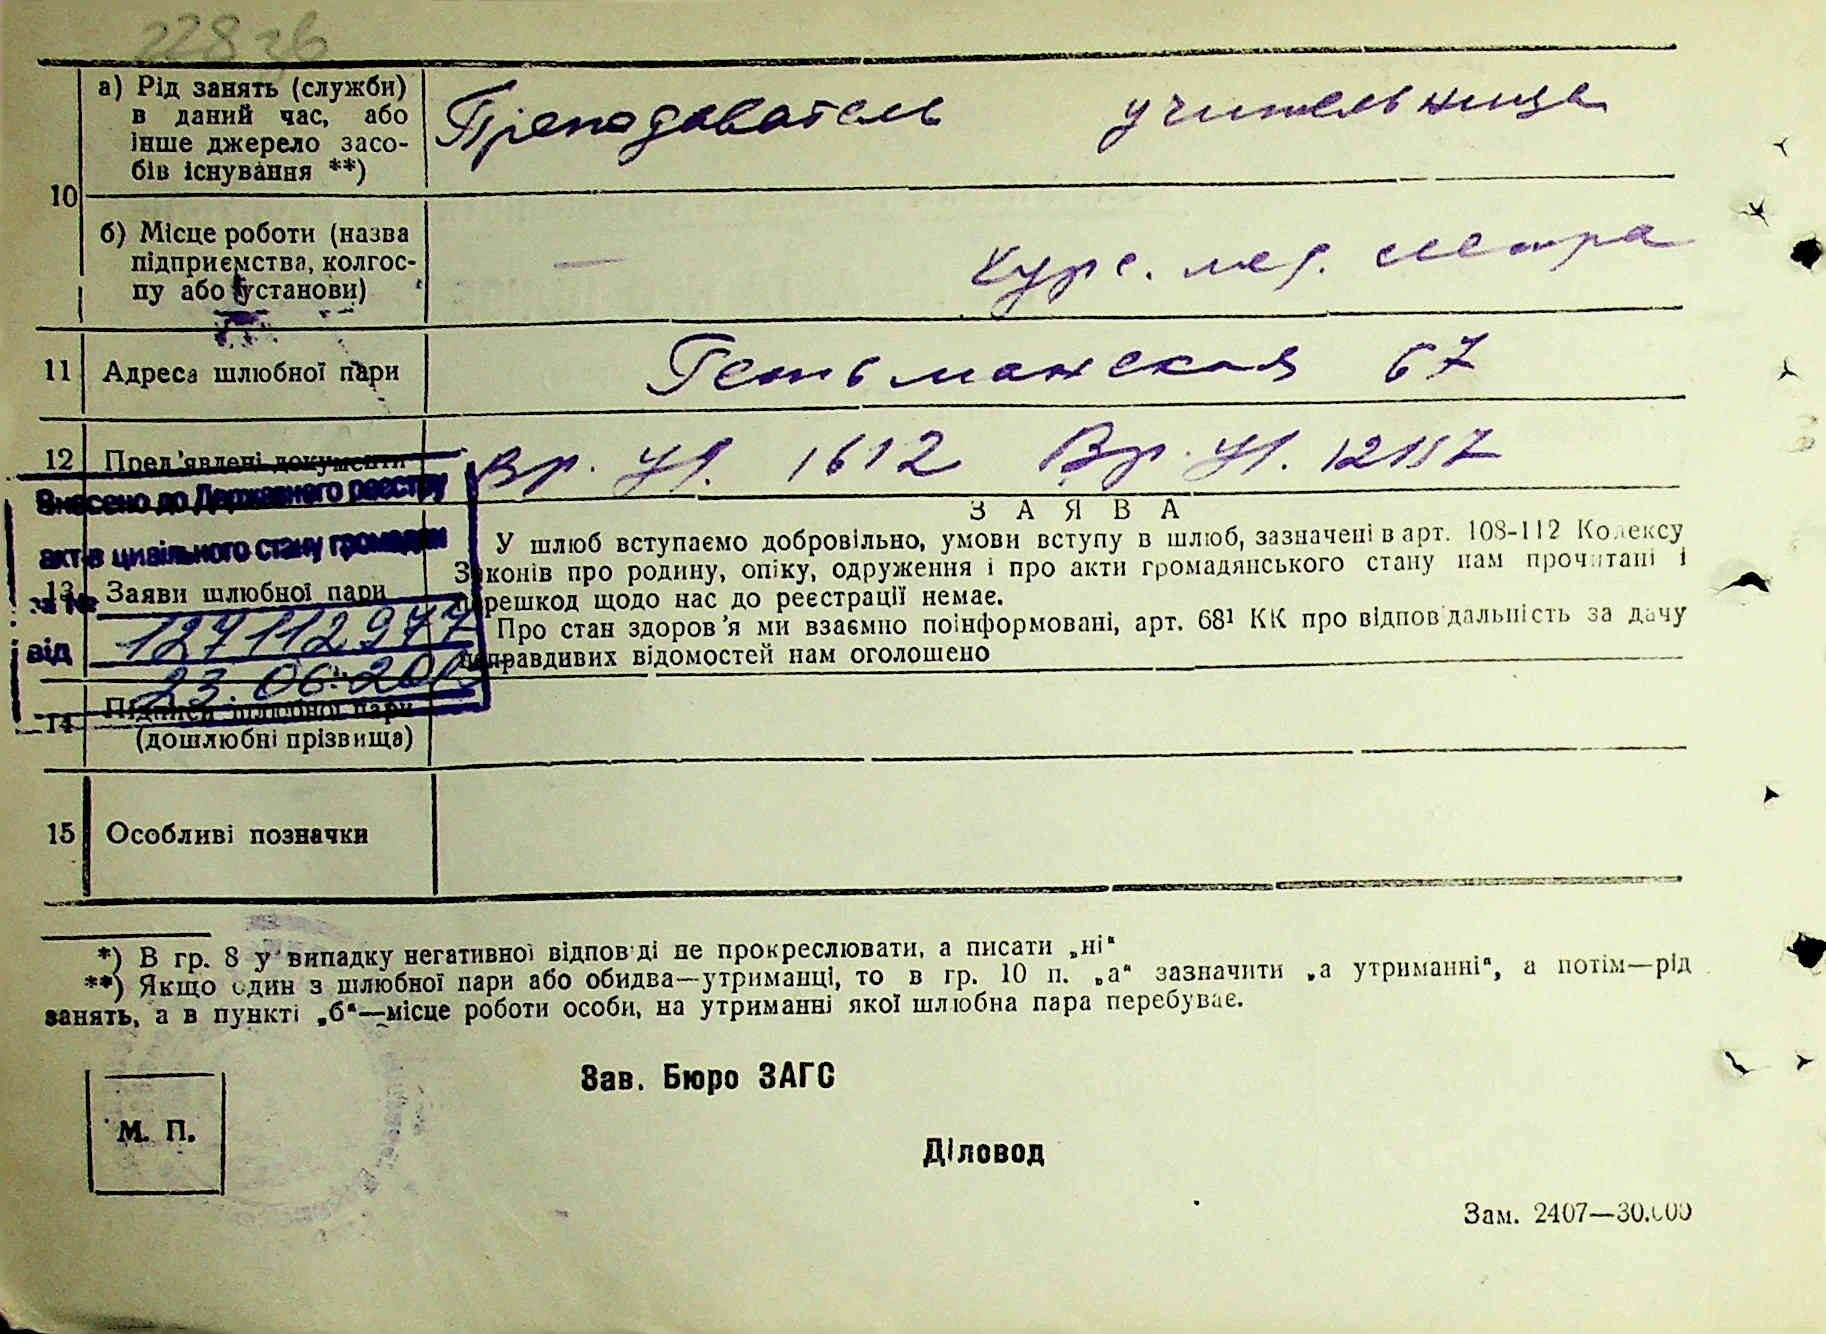 22836
10
а) Рід занять (служби)
в даний час, або
інше джерело засо-
бів існування **)
Преподаватель учительница
б) Місце роботи (назва
підприємства, колгос-
пу або установи)
— Курс. мед. сестра
11 Адреса шлюбної пари Гетьманская 67
12 Пред'явлені документи Вр. Уд. 1612 Вр. Уд. 12117
Внесено до Державного реєстру
актів цивільного стану громадян
за №
127112977
від 23.06.20
ЗАЯВА
13 Заяви шлюбної пари
У шлюб вступаємо добровільно, умови вступу в шлюб, зазначені в арт. 108-112 Кодексу
Законів про родину, опіку, одруження і про акти громадянського стану нам прочитані і
перешкод щодо нас до реєстрації немає.
Про стан здоров'я ми взаємно поінформовані, арт. 68¹ КК про відповідальність за дачу
неправдивих відомостей нам оголошено
14 Підписи шлюбної пари
(дошлюбні прізвища)
15 Особливі позначки
*) В гр. 8 у випадку негативної відповіді не прокреслювати, а писати „ні“
**) Якщо один з шлюбної пари або обидва—утриманці, то в гр. 10 п. „а“ зазначити „а утриманні“, а потім—рід
занять, а в пункті „б“—місце роботи особи, на утриманні якої шлюбна пара перебуває.
Зав. Бюро ЗАГС
М. П.
Діловод
Зам. 2407—30.000